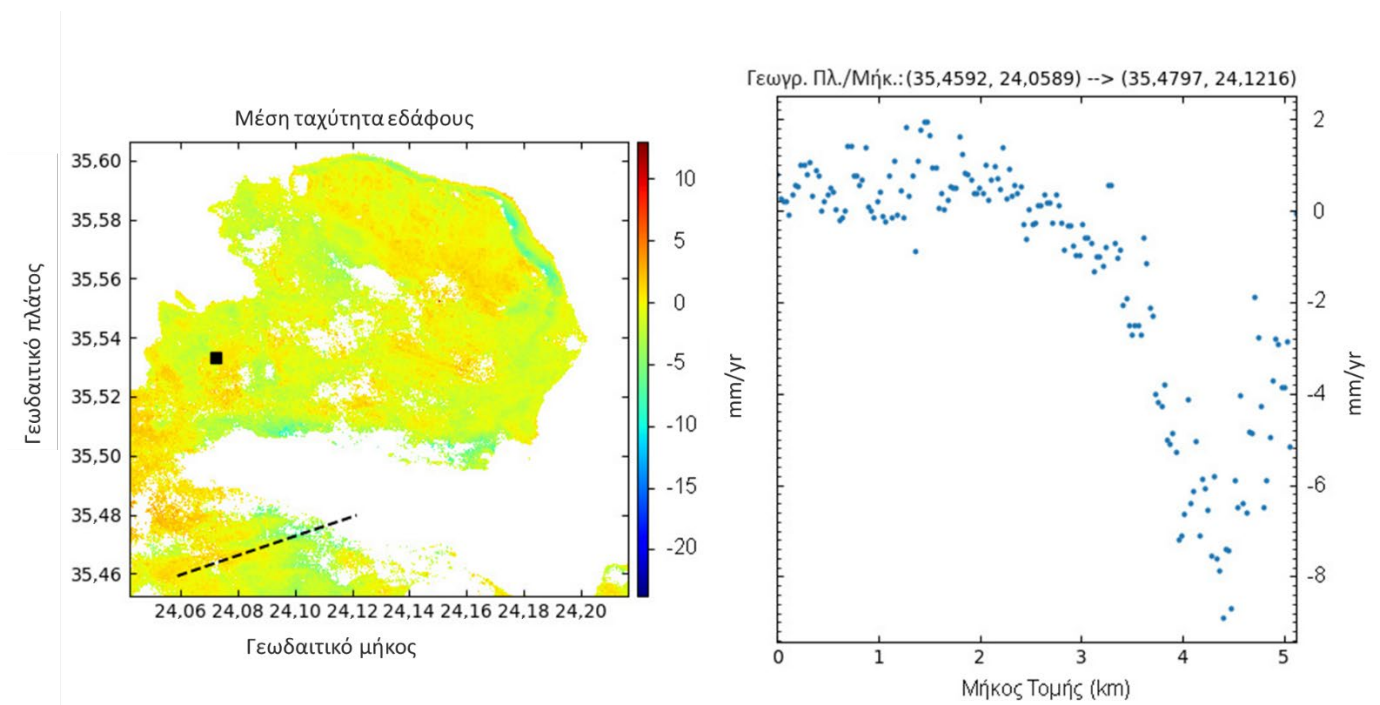 Μέση ταχύτητα εδάφους
35,60
35,58
35,56
35,54
35,52
35,50
35,48
35,46
Γεωδαιτικό πλάτος
24,06 24,08 24,10 24,12 24,14 24,16 24,18 24,20
Γεωδαιτικό μήκος
10
5
0
-5
-10
-15
-20
mm/yr
Γεωγρ. Πλ./Μήκ.: (35,4592, 24,0589) --> (35,4797, 24,1216)
2
0
-2
-4
-6
-8
mm/yr
0 1 2 3 4 5
Μήκος Τομής (km)